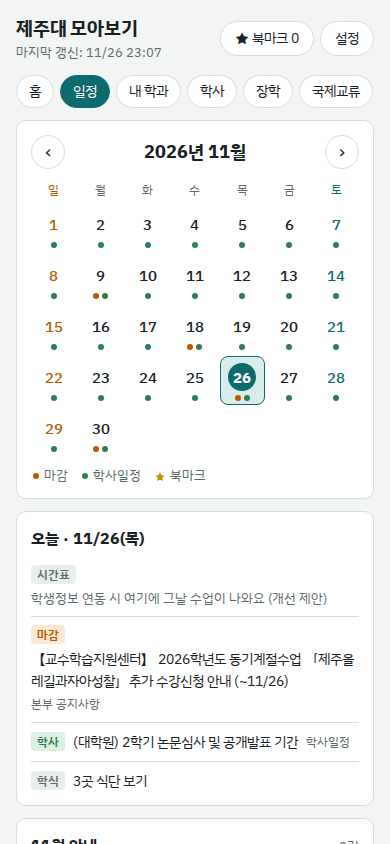 제주대 모아보기
마지막 갱신: 11/26 23:07
★ 북마크 0
설정
홈 일정 내 학과 학사 장학 국제교류
‹ 2026년 11월 ›
일 월 화 수 목 금 토
1 2 3 4 5 6 7
8 9 10 11 12 13 14
15 16 17 18 19 20 21
22 23 24 25 26 27 28
29 30
마감 학사일정 ★ 북마크
오늘 · 11/26(목)
시간표
학생정보 연동 시 여기에 그날 수업이 나와요 (개선 제안)
마감
【교수학습지원센터】 2026학년도 동기계절수업 「제주올
레길과자아성찰」 추가 수강신청 안내 (~11/26)
본부 공지사항
학사 (대학원) 2학기 논문심사 및 공개발표 기간 학사일정
학식 3곳 식단 보기